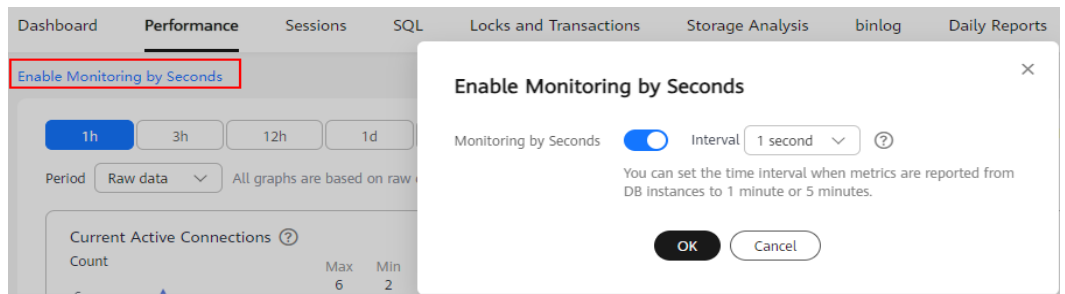 Dashboard Performance Sessions SQL Locks and Transactions Storage Analysis binlog Daily Reports
Enable Monitoring by Seconds
1h 3h 12h 1d
Period Raw data All graphs are based on raw
Current Active Connections ?
Count
Max Min
6 2
Enable Monitoring by Seconds
Monitoring by Seconds Interval 1 second ?
You can set the time interval when metrics are reported from
DB instances to 1 minute or 5 minutes.
OK Cancel